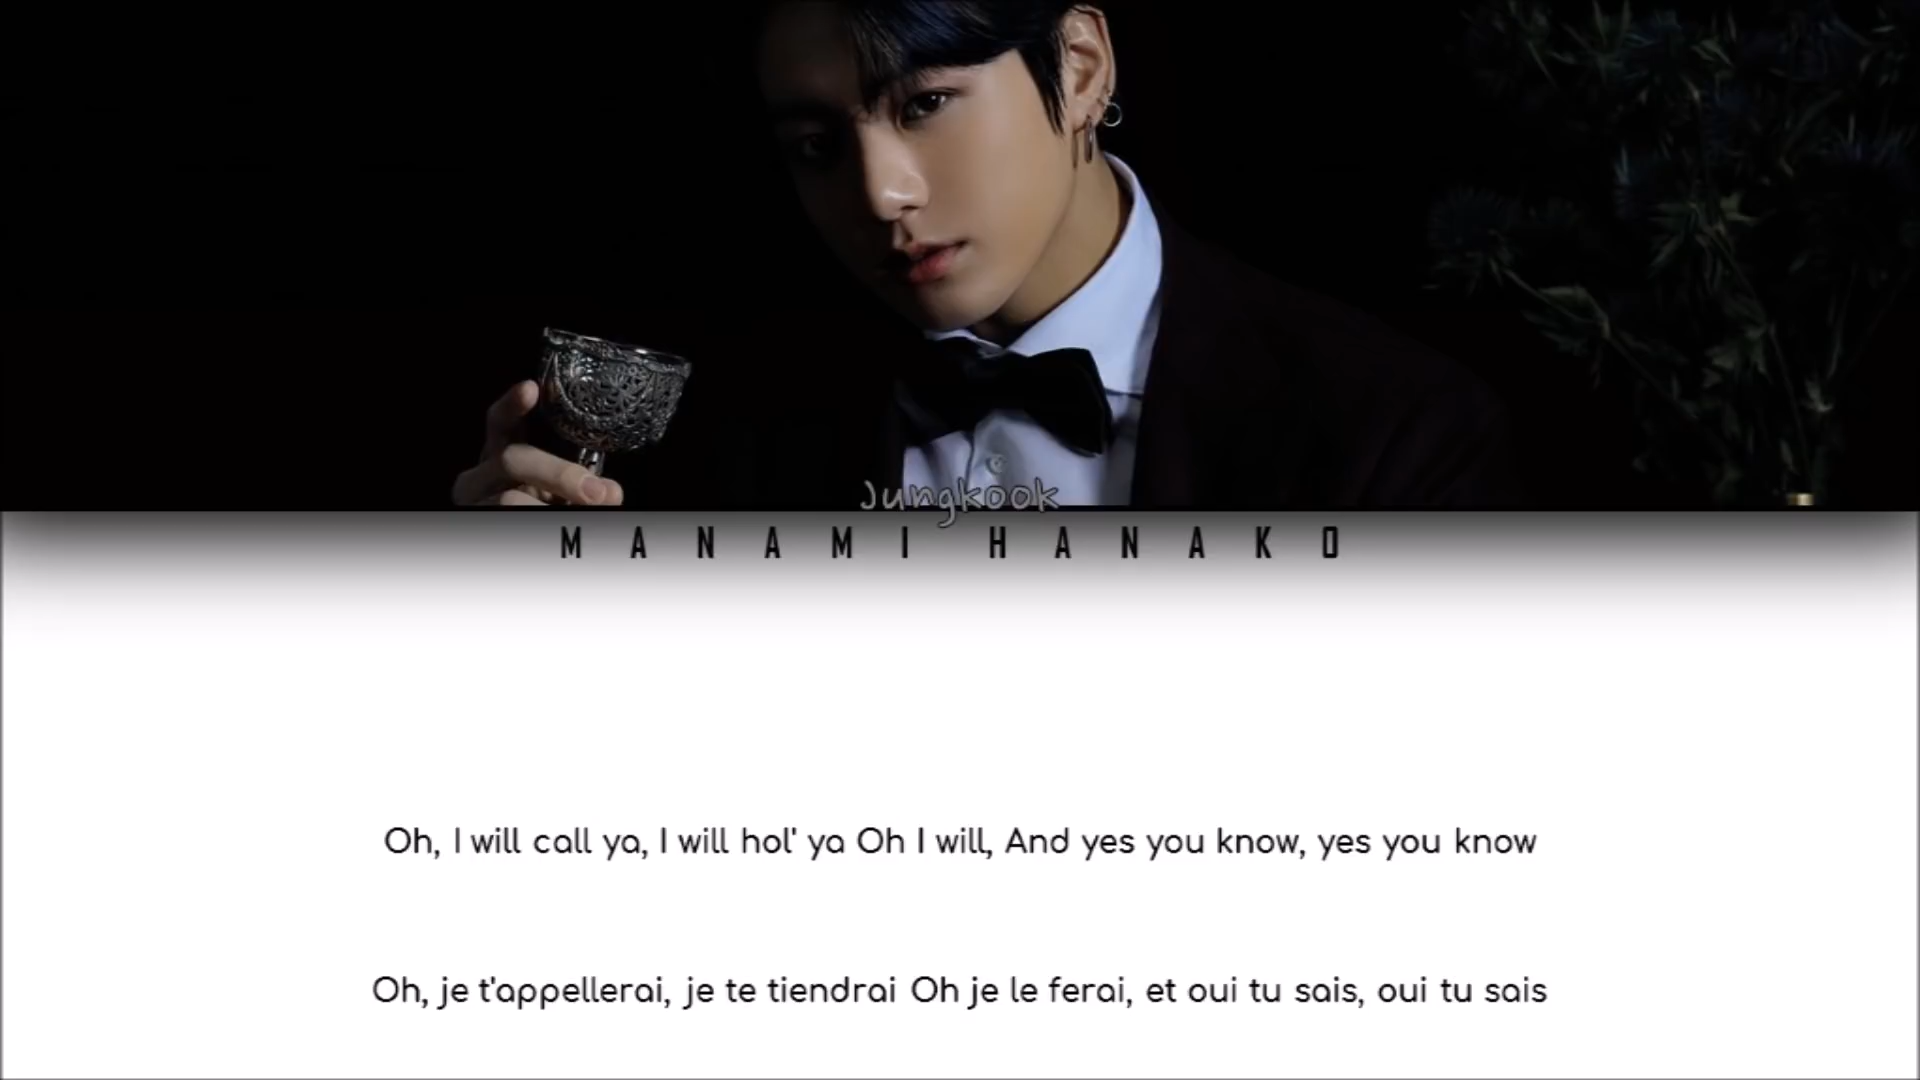 Jungkook
MANAMI HANAKO
Oh, I will call ya, I will hol' ya Oh I will, And yes you know, yes you know
Oh, je t'appellerai, je te tiendrai Oh je le ferai, et oui tu sais, oui tu sais